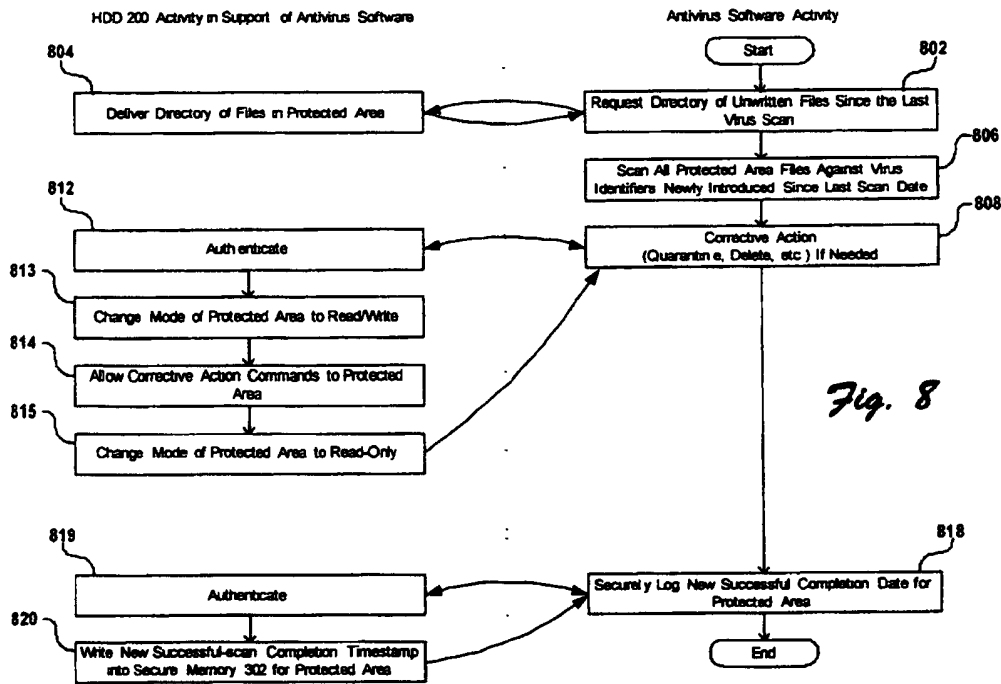 HDD 200 Activity in Support of Antivirus Software
Antivirus Software Activity
Start
804
802
Deliver Directory of Files in Protected Area
Request Directory of Unwritten Files Since the Last
Virus Scan
806
Scan All Protected Area Files Against Virus
Identifiers Newly Introduced Since Last Scan Date
812
808
Authenticate
Corrective Action
(Quarantine, Delete, etc ) If Needed
813
Change Mode of Protected Area to Read/Write
814
Allow Corrective Action Commands to Protected
Area
Fig. 8
815
Change Mode of Protected Area to Read-Only
819
818
Authenticate
Securely Log New Successful Completion Date for
Protected Area
820
Write New Successful-scan Completion Timestamp
into Secure Memory 302 for Protected Area
End